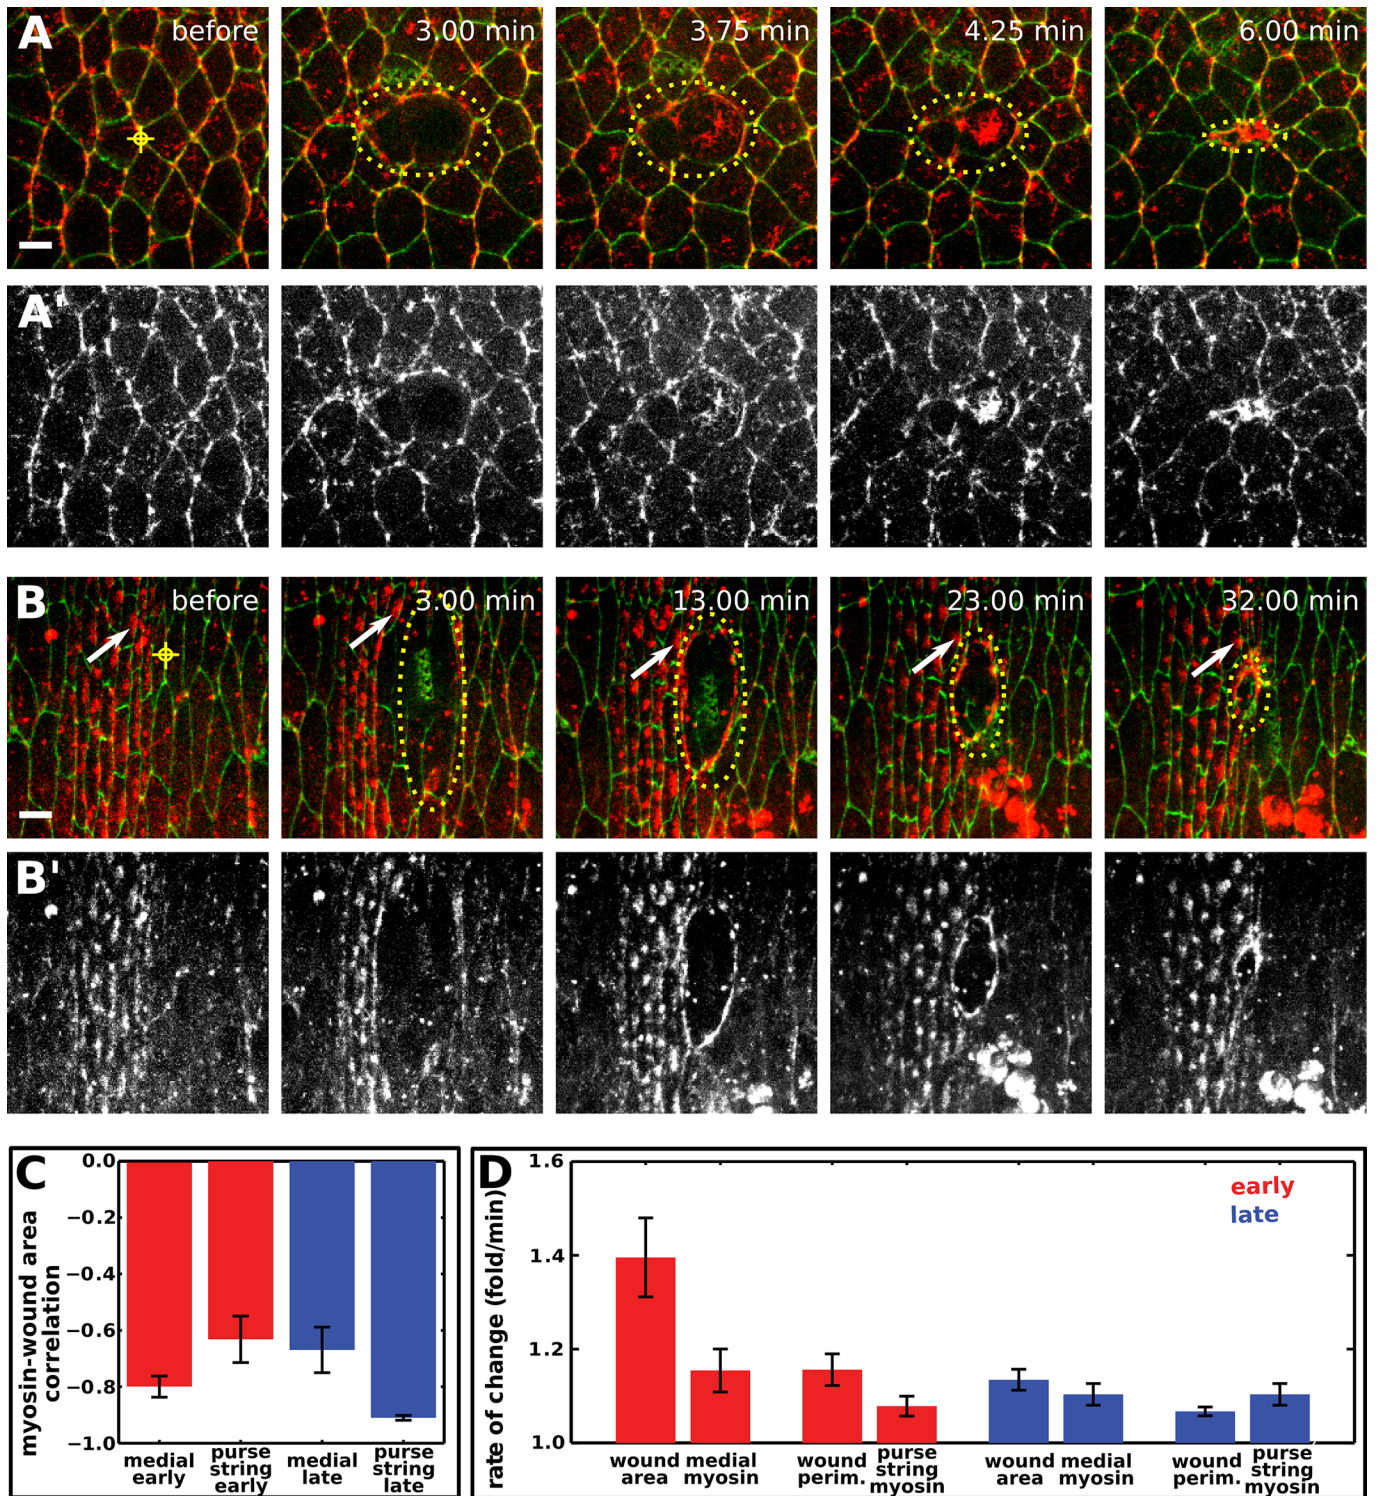 A
before
3.00 min
3.75 min
4.25 min
6.00 min
A'
B
before
3.00 min
13.00 min
23.00 min
32.00 min
B'
C
myosin-wound area
correlation
0.0
−0.2
−0.4
−0.6
−0.8
−1.0
medial
early
purse
string
early
medial
late
purse
string
late
D
rate of change (fold/min)
1.6
1.4
1.2
1.0
early
late
wound
area
medial
myosin
wound
perim.
purse
string
myosin
wound
area
medial
myosin
wound
perim.
purse
string
myosin